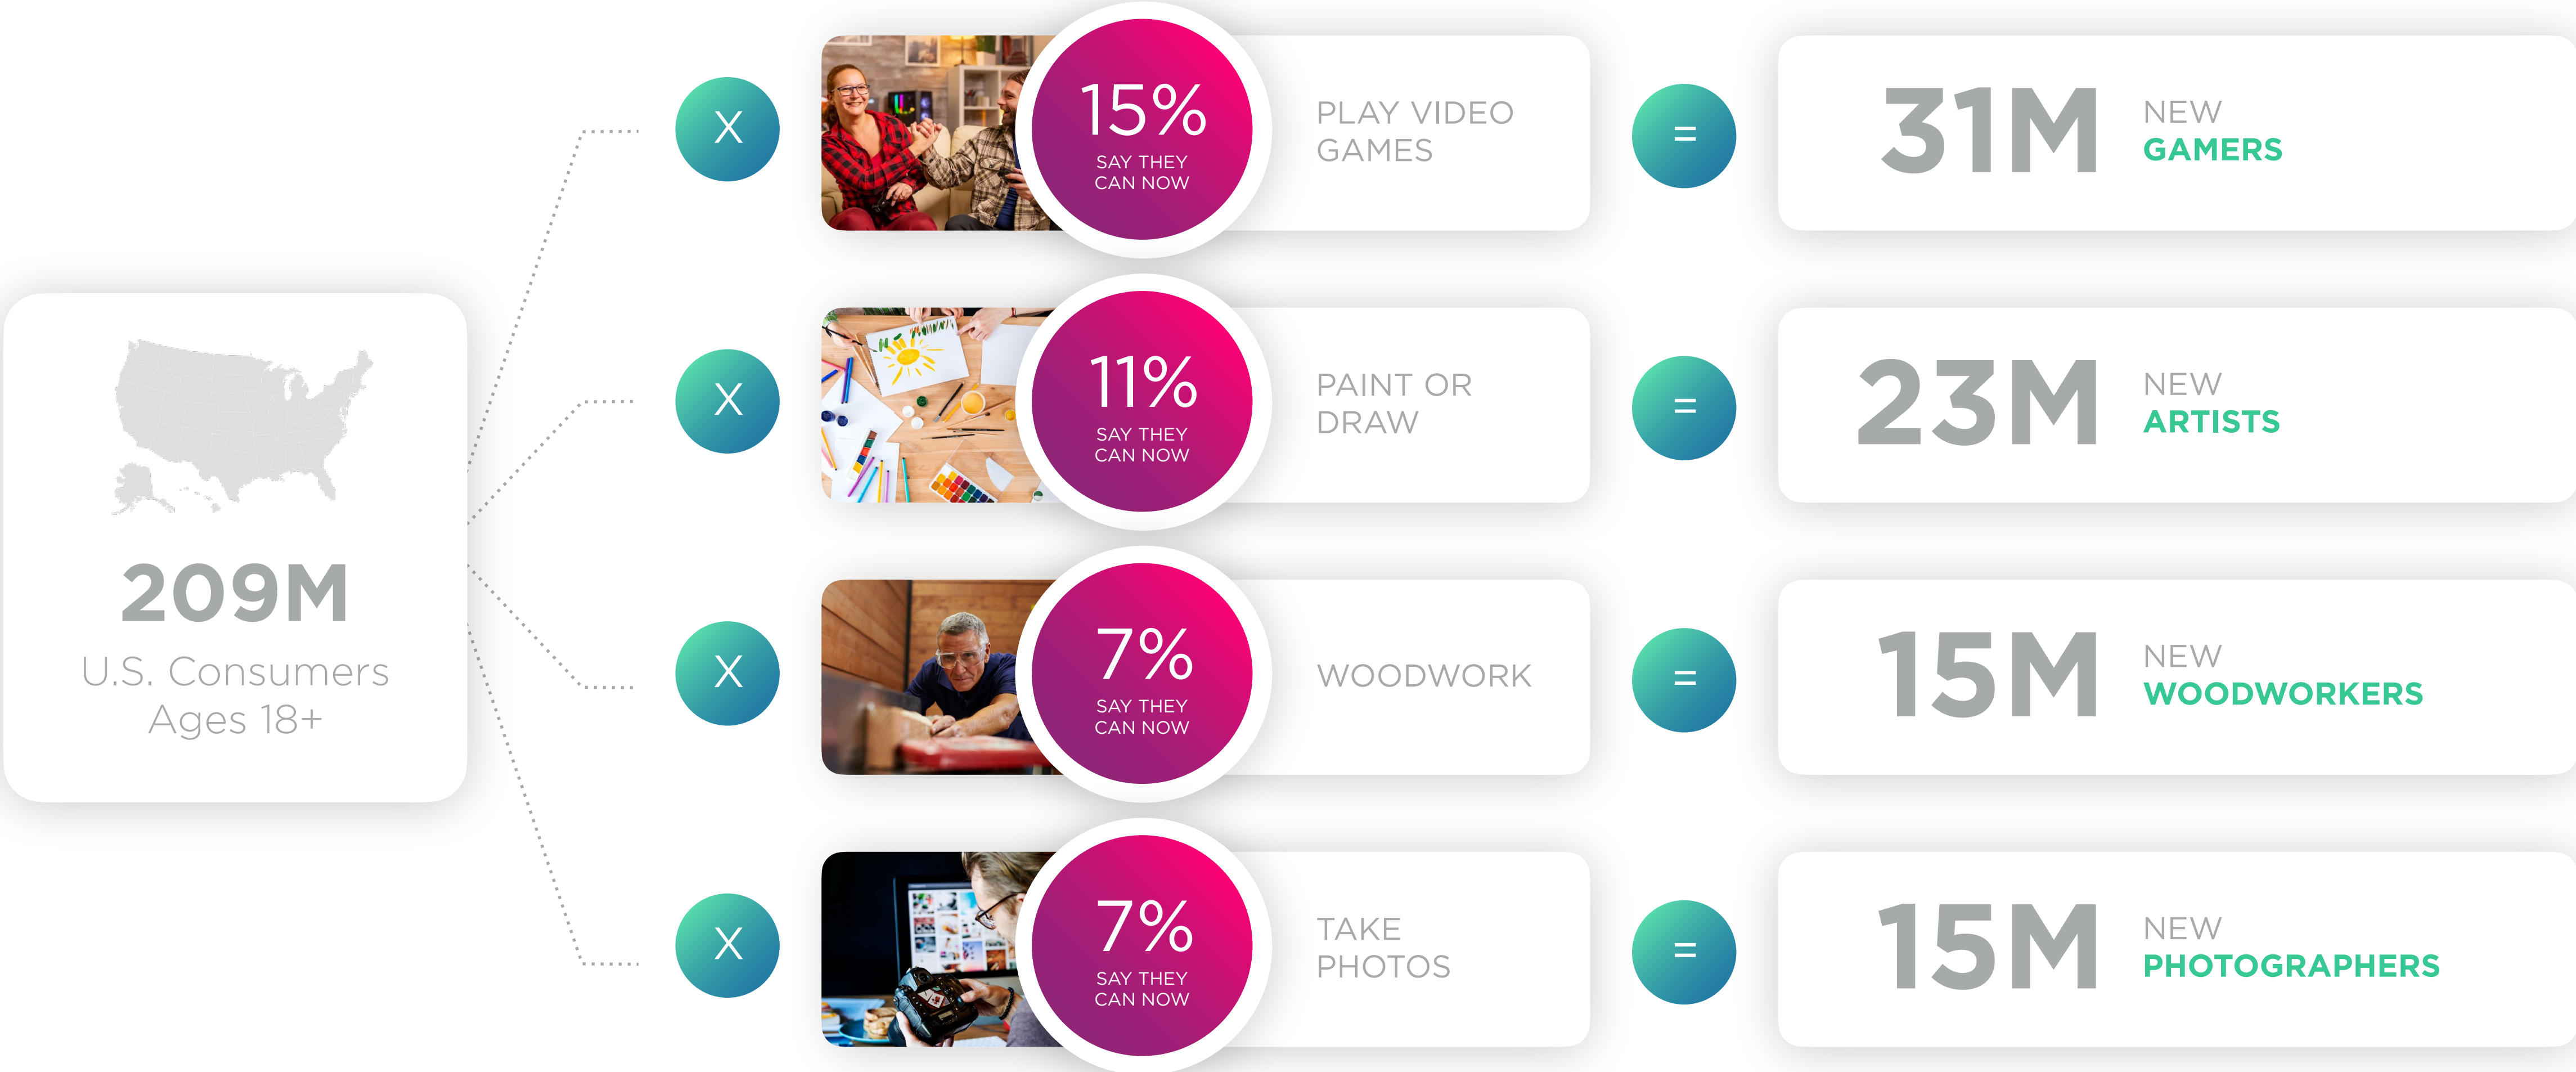 209M
U.S. Consumers
Ages 18+
X
15%
SAY THEY
CAN NOW
PLAY VIDEO
GAMES
=
31M
NEW
GAMERS
X
11%
SAY THEY
CAN NOW
PAINT OR
DRAW
=
23M
NEW
ARTISTS
X
7%
SAY THEY
CAN NOW
WOODWORK
=
15M
NEW
WOODWORKERS
X
7%
SAY THEY
CAN NOW
TAKE
PHOTOS
=
15M
NEW
PHOTOGRAPHERS